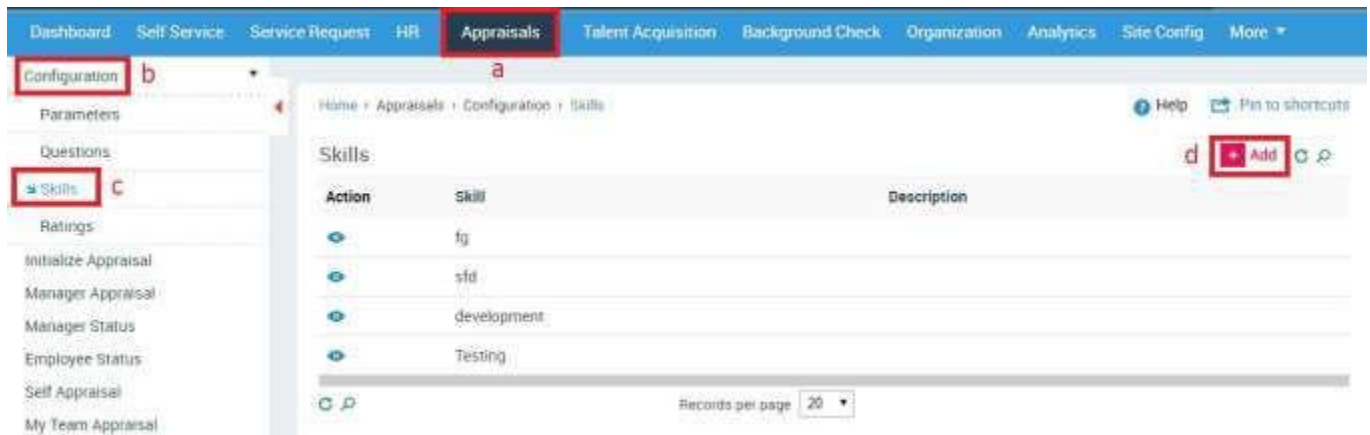 Dashboard Self Service Service Request HR Appraisals Talent Acquisition Background Check Organization Analytics Site Config More
a
Configuration b
Parameters
Questions
Skills c
Ratings
Initialize Appraisal
Manager Appraisal
Manager Status
Employee Status
Self Appraisal
My Team Appraisal
Home › Appraisals › Configuration › Skills Help Pin to shortcuts
Skills d + Add
Action Skill Description
fg
sfd
development
Testing
Records per page 20